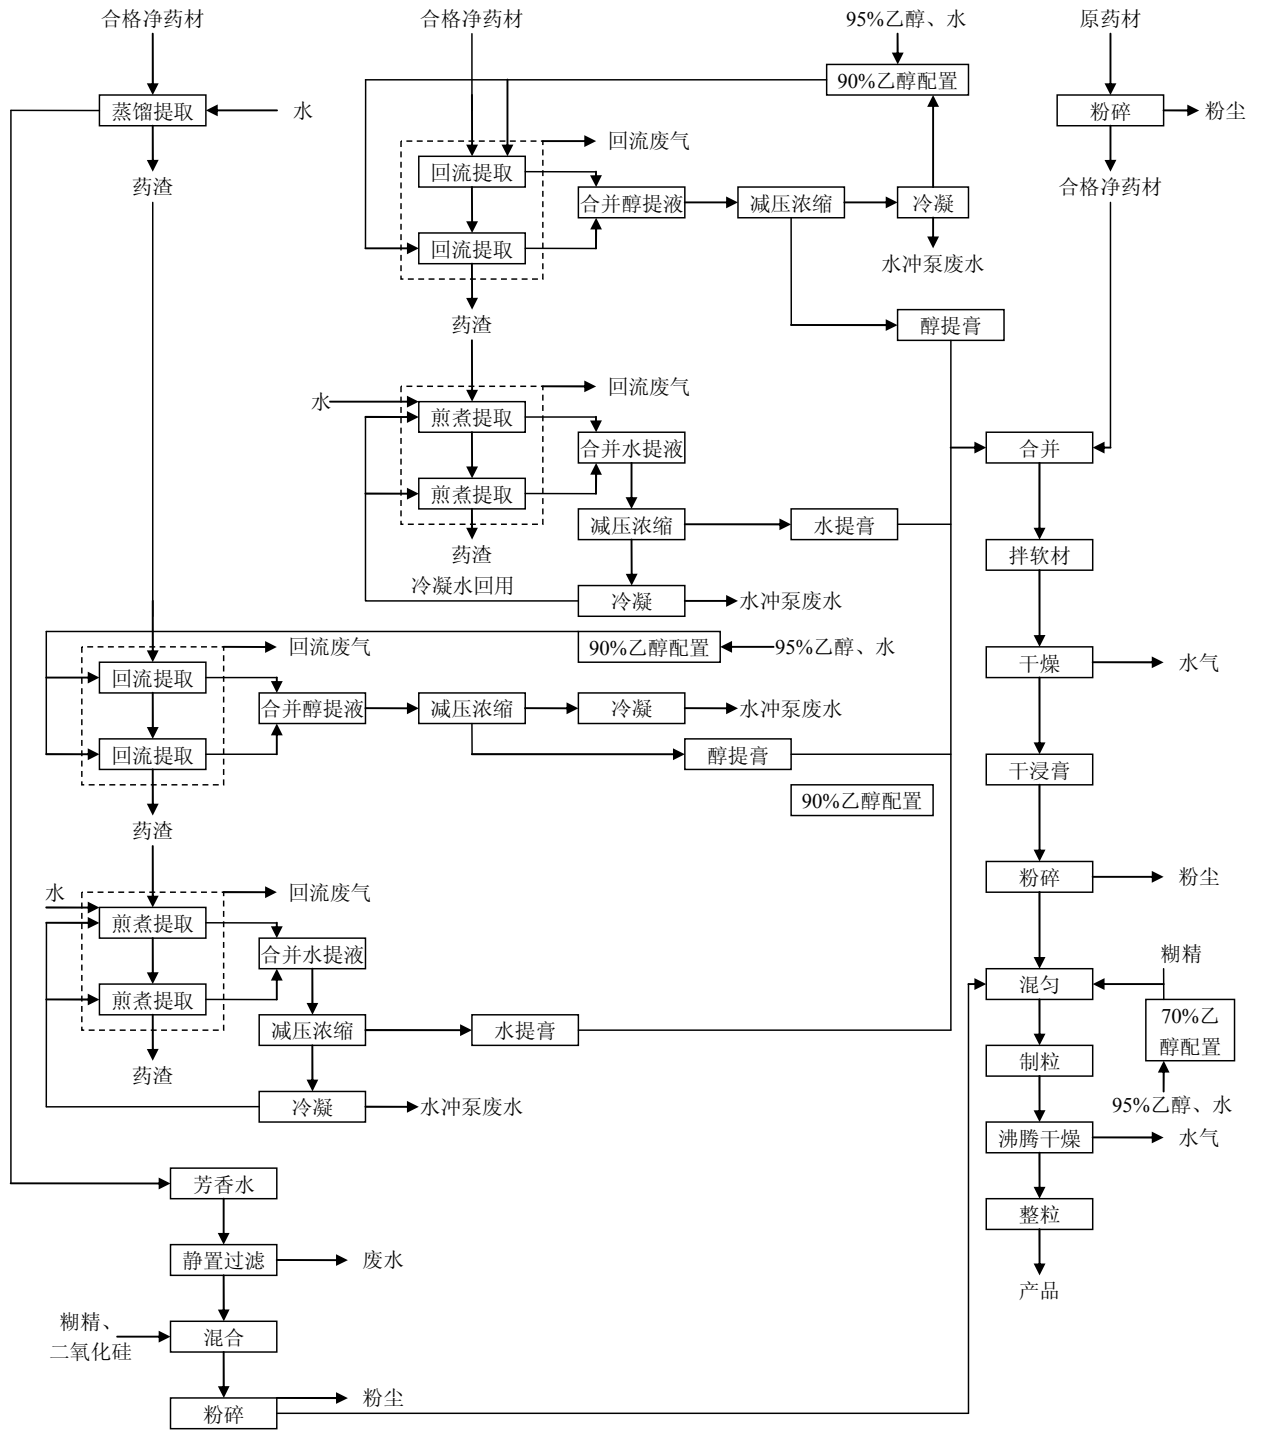 合格净药材
合格净药材
95%乙醇、水
原药材
90%乙醇配置
蒸馏提取
水
粉碎
粉尘
回流废气
药渣
回流提取
合格净药材
合并醇提液
减压浓缩
冷凝
回流提取
水冲泵废水
药渣
醇提膏
回流废气
水
煎煮提取
合并水提液
合并
煎煮提取
减压浓缩
水提膏
药渣
拌软材
冷凝水回用
冷凝
水冲泵废水
回流废气
90%乙醇配置
95%乙醇、水
回流提取
干燥
水气
合并醇提液
减压浓缩
冷凝
水冲泵废水
回流提取
醇提膏
干浸膏
90%乙醇配置
药渣
粉碎
粉尘
水
回流废气
煎煮提取
合并水提液
糊精
混匀
煎煮提取
70%乙
醇配置
减压浓缩
水提膏
制粒
药渣
冷凝
水冲泵废水
95%乙醇、水
沸腾干燥
水气
芳香水
整粒
静置过滤
废水
产品
糊精、
二氧化硅
混合
粉尘
粉碎